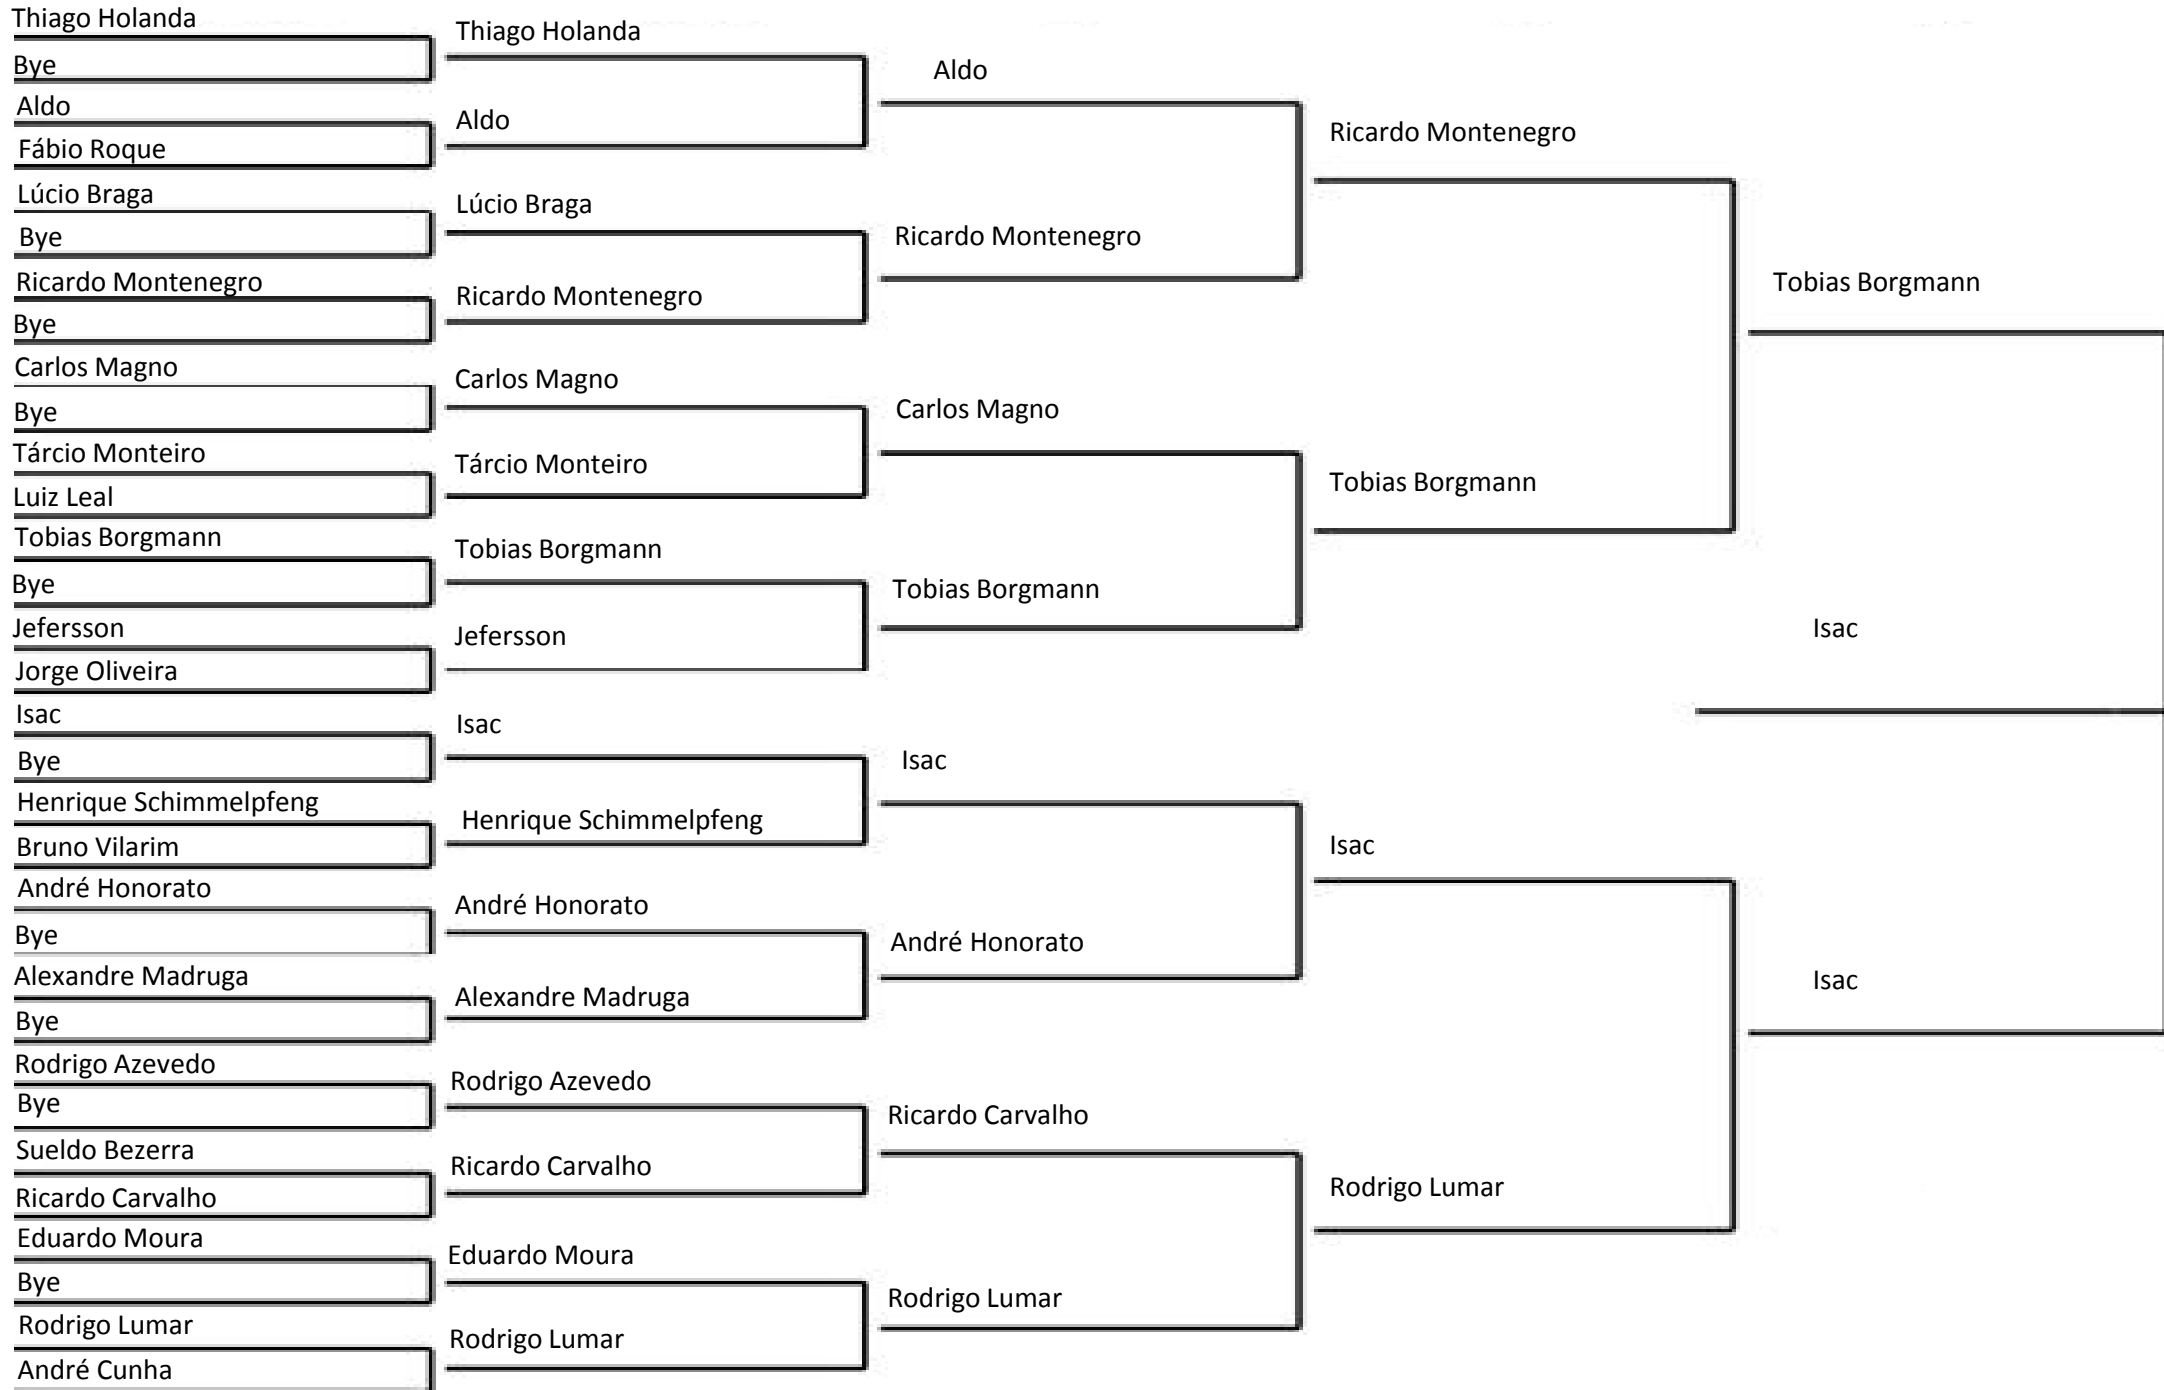 Thiago Holanda
Bye
Aldo
Fábio Roque
Lúcio Braga
Bye
Ricardo Montenegro
Bye
Carlos Magno
Bye
Tárcio Monteiro
Luiz Leal
Tobias Borgmann
Bye
Jefersson
Jorge Oliveira
Isac
Bye
Henrique Schimmelpfeng
Bruno Vilarim
André Honorato
Bye
Alexandre Madruga
Bye
Rodrigo Azevedo
Bye
Sueldo Bezerra
Ricardo Carvalho
Eduardo Moura
Bye
Rodrigo Lumar
André Cunha
Thiago Holanda
Aldo
Lúcio Braga
Ricardo Montenegro
Carlos Magno
Tárcio Monteiro
Tobias Borgmann
Jefersson
Isac
Henrique Schimmelpfeng
André Honorato
Alexandre Madruga
Rodrigo Azevedo
Ricardo Carvalho
Eduardo Moura
Rodrigo Lumar
Aldo
Ricardo Montenegro
Carlos Magno
Tobias Borgmann
Isac
André Honorato
Ricardo Carvalho
Rodrigo Lumar
Ricardo Montenegro
Tobias Borgmann
Isac
Rodrigo Lumar
Tobias Borgmann
Isac
Isac